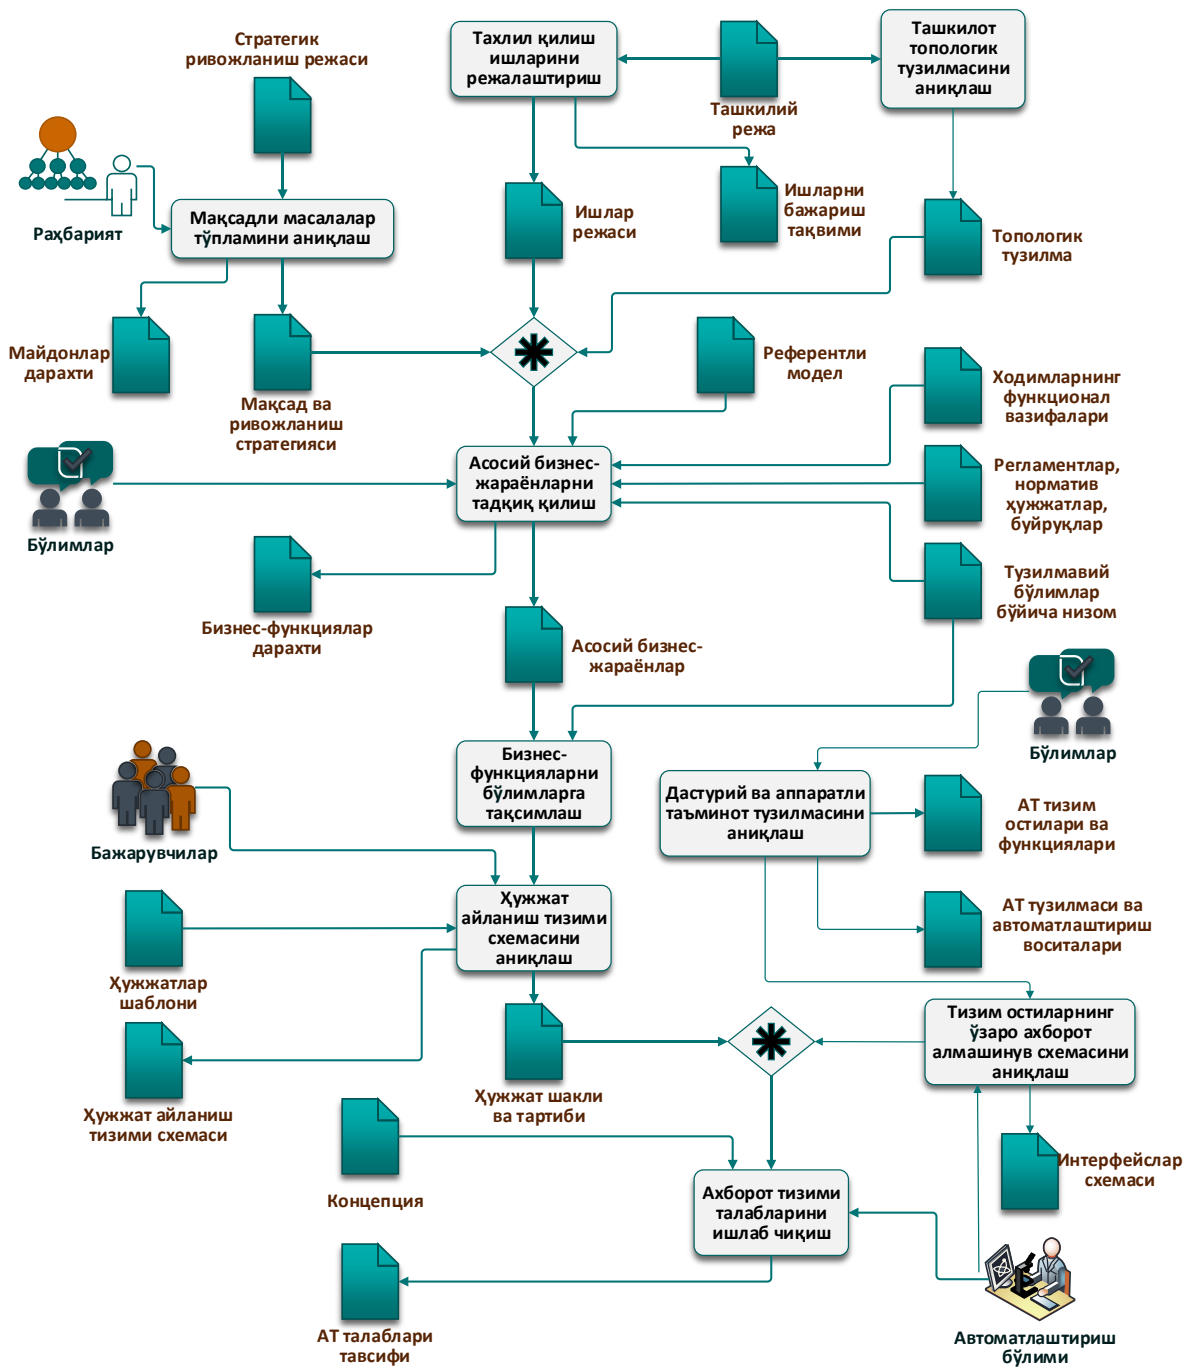 Стратегик
ривожланиш режаси
Тахлил қилиш
ишларини
режалаштириш
Ташкилий
режа
Ташкилот
топологик
тузилмасини
аниқлаш
Раҳбарият
Мақсадли масалалар
тўпламини аниқлаш
Ишлар
режаси
Ишларни
бажариш
тақвими
Топологик
тузилма
Майдонлар
дарахти
Мақсад ва
ривожланиш
стратегияси
Референтли
модел
Ходимларнинг
функционал
вазифалари
Бўлимлар
Асосий бизнес-
жараёнларни
тадқиқ қилиш
Регламентлар,
норматив
ҳужжатлар,
буйруқлар
Бизнес-функциялар
дарахти
Асосий бизнес-
жараёнлар
Тузилмавий
бўлимлар
бўйича низом
Бўлимлар
Бажарувчилар
Бизнес-
функцияларни
бўлимларга
тақсимлаш
Дастурий ва аппаратли
таъминот тузилмасини
аниқлаш
АТ тизим
остилари ва
функциялари
Ҳужжатлар
шаблони
Ҳужжат
айланиш тизими
схемасини
аниқлаш
АТ тузилмаси ва
автоматлаштириш
воситалари
Ҳужжат айланиш
тизими схемаси
Ҳужжат шакли
ва тартиби
Тизим остиларнинг
ўзаро ахборот
алмашинув схемасини
аниқлаш
Концепция
Ахборот тизими
талабларини
ишлаб чиқиш
Интерфейслар
схемаси
АТ талаблари
тавсифи
Автоматлаштириш
бўлими